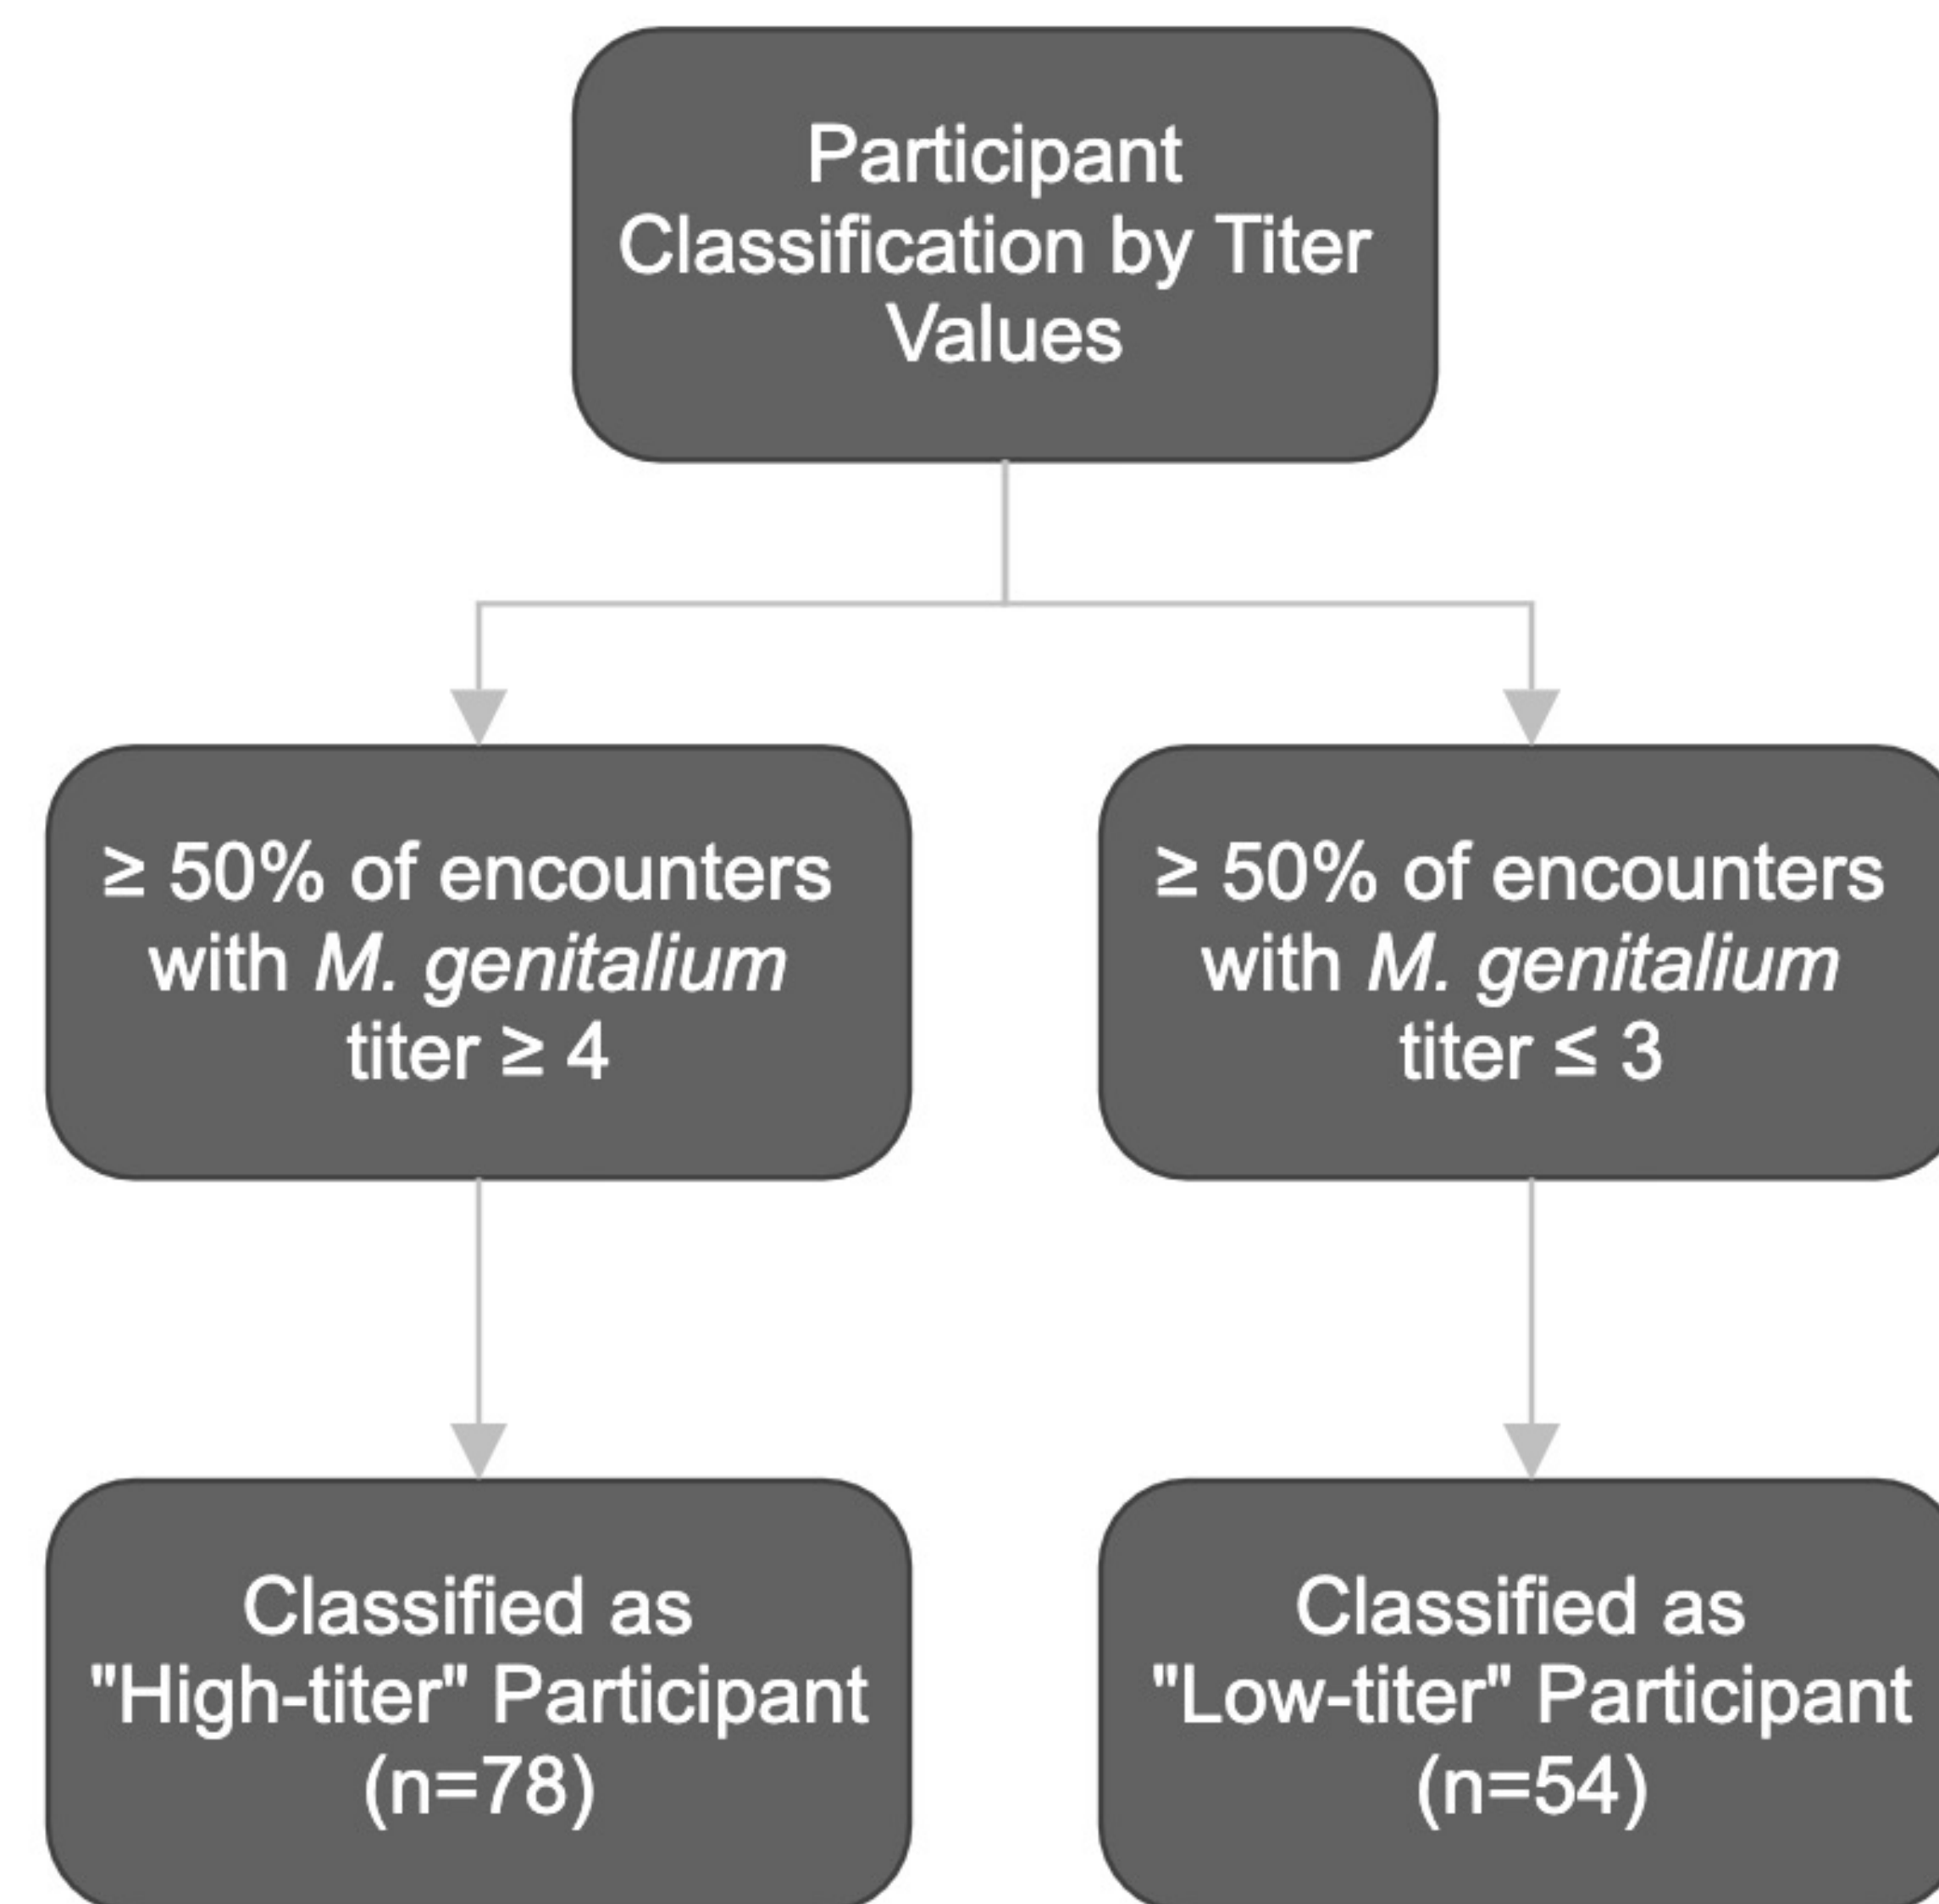 Participant
Classification by Titer
Values
≥ 50% of encounters
with M. genitalium
titer ≥ 4
≥ 50% of encounters
with M. genitalium
titer ≤ 3
Classified as
"High-titer" Participant
(n=78)
Classified as
"Low-titer" Participant
(n=54)